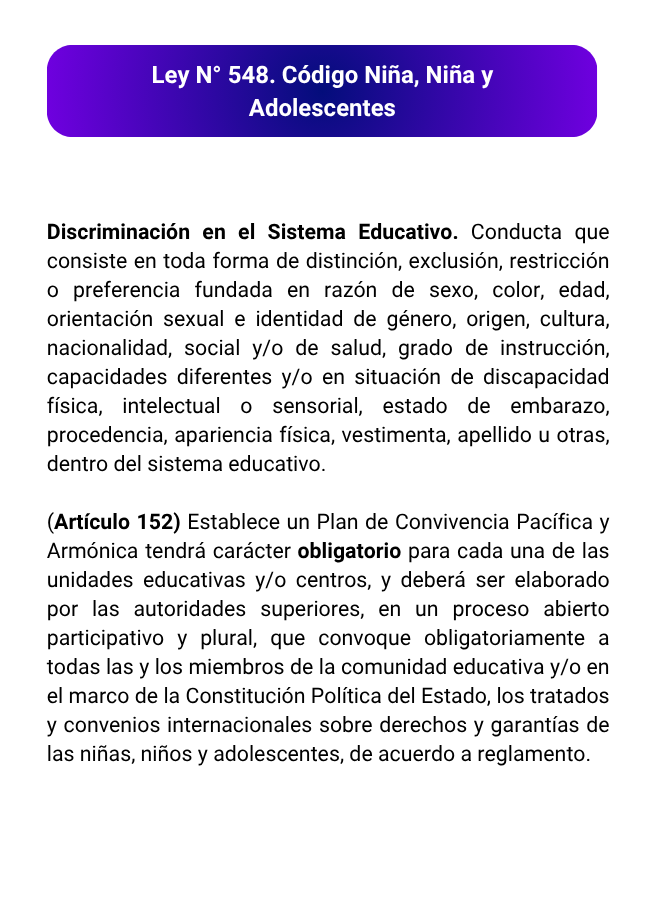 Ley N° 548. Código Niña, Niña y
Adolescentes
Discriminación en el Sistema Educativo. Conducta que
consiste en toda forma de distinción, exclusión, restricción
o preferencia fundada en razón de sexo, color, edad,
orientación sexual e identidad de género, origen, cultura,
nacionalidad, social y/o de salud, grado de instrucción,
capacidades diferentes y/o en situación de discapacidad
física, intelectual o sensorial, estado de embarazo,
procedencia, apariencia física, vestimenta, apellido u otras,
dentro del sistema educativo.
(Artículo 152) Establece un Plan de Convivencia Pacífica y
Armónica tendrá carácter obligatorio para cada una de las
unidades educativas y/o centros, y deberá ser elaborado
por las autoridades superiores, en un proceso abierto
participativo y plural, que convoque obligatoriamente a
todas las y los miembros de la comunidad educativa y/o en
el marco de la Constitución Política del Estado, los tratados
y convenios internacionales sobre derechos y garantías de
las niñas, niños y adolescentes, de acuerdo a reglamento.